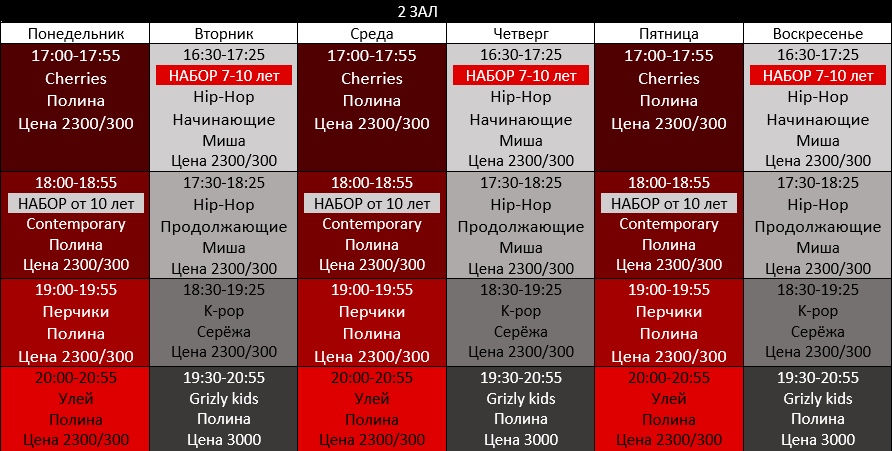 2 ЗАЛ
Понедельник Вторник Среда Четверг Пятница Воскресенье
17:00-17:55
Cherries
Полина
Цена 2300/300
16:30-17:25
НАБОР 7-10 лет
Hip-Hop
Начинающие
Миша
Цена 2300/300
17:00-17:55
Cherries
Полина
Цена 2300/300
16:30-17:25
НАБОР 7-10 лет
Hip-Hop
Начинающие
Миша
Цена 2300/300
17:00-17:55
Cherries
Полина
Цена 2300/300
16:30-17:25
НАБОР 7-10 лет
Hip-Hop
Начинающие
Миша
Цена 2300/300
18:00-18:55
НАБОР от 10 лет
Contemporary
Полина
Цена 2300/300
17:30-18:25
Hip-Hop
Продолжающие
Миша
Цена 2300/300
18:00-18:55
НАБОР от 10 лет
Contemporary
Полина
Цена 2300/300
17:30-18:25
Hip-Hop
Продолжающие
Миша
Цена 2300/300
18:00-18:55
НАБОР от 10 лет
Contemporary
Полина
Цена 2300/300
17:30-18:25
Hip-Hop
Продолжающие
Миша
Цена 2300/300
19:00-19:55
Перчики
Полина
Цена 2300/300
18:30-19:25
K-pop
Серёжа
Цена 2300/300
19:00-19:55
Перчики
Полина
Цена 2300/300
18:30-19:25
K-pop
Серёжа
Цена 2300/300
19:00-19:55
Перчики
Полина
Цена 2300/300
18:30-19:25
K-pop
Серёжа
Цена 2300/300
20:00-20:55
Улей
Полина
Цена 2300/300
19:30-20:55
Grizly kids
Полина
Цена 3000
20:00-20:55
Улей
Полина
Цена 2300/300
19:30-20:55
Grizly kids
Полина
Цена 3000
20:00-20:55
Улей
Полина
Цена 2300/300
19:30-20:55
Grizly kids
Полина
Цена 3000